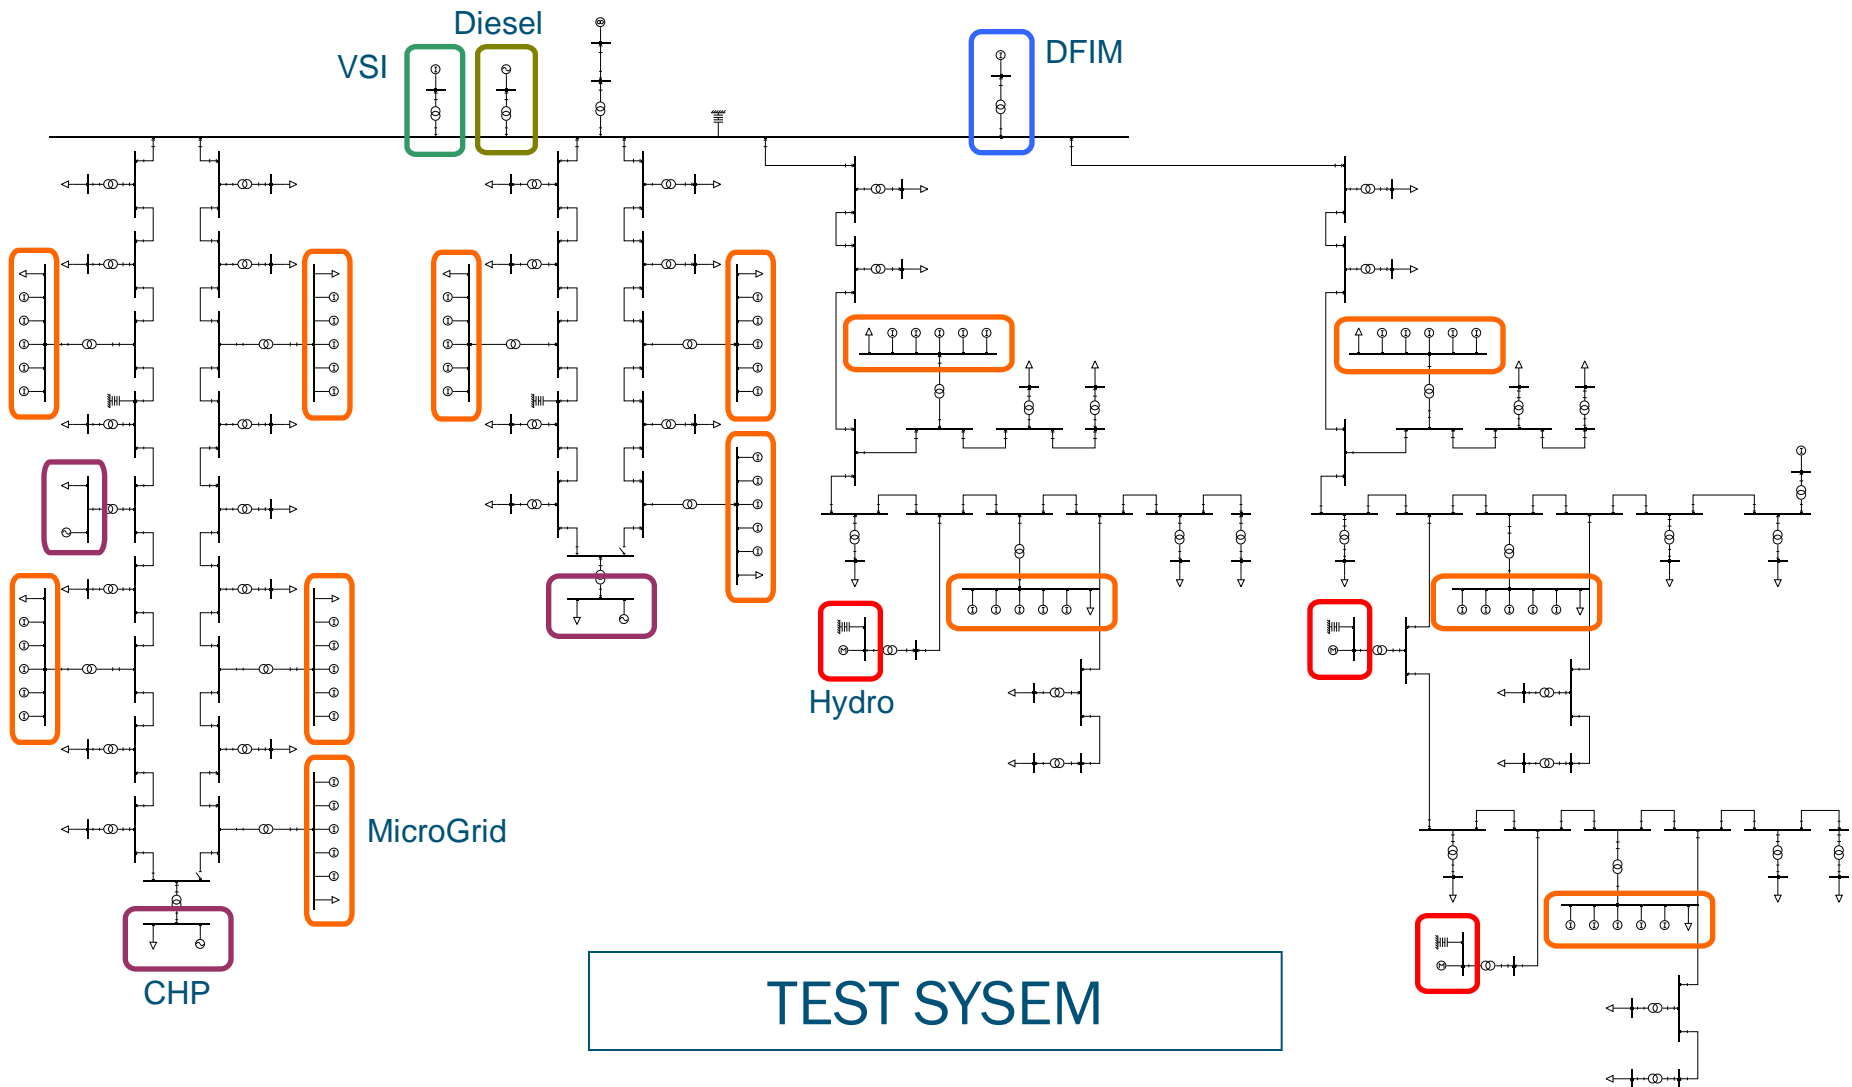 Diesel
VSI
DFIM
Hydro
MicroGrid
CHP
TEST SYSEM